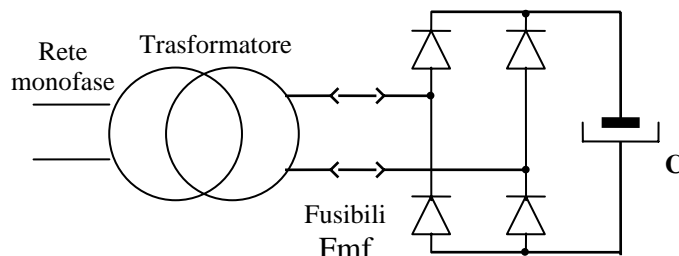 Rete
monofase
Trasformatore
Fusibili
Fmf
C